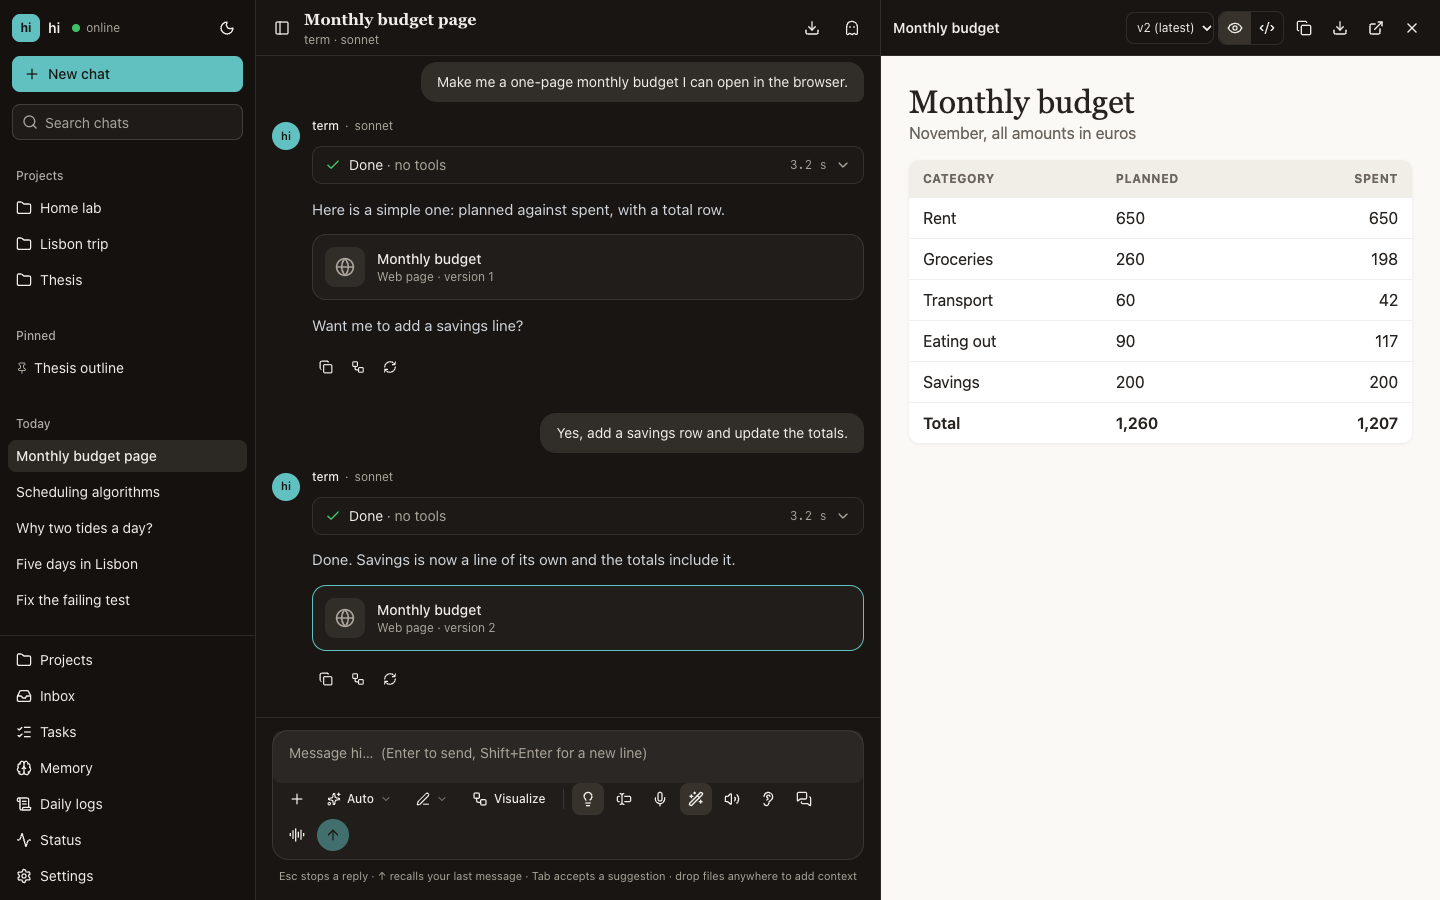 hi hi online
New chat
Search chats
Projects
Home lab
Lisbon trip
Thesis
Pinned
Thesis outline
Today
Monthly budget page
Scheduling algorithms
Why two tides a day?
Five days in Lisbon
Fix the failing test
Projects
Inbox
Tasks
Memory
Daily logs
Status
Settings
Monthly budget page
term · sonnet
Make me a one-page monthly budget I can open in the browser.
hi term · sonnet
Done · no tools 3.2 s
Here is a simple one: planned against spent, with a total row.
Monthly budget
Web page · version 1
Want me to add a savings line?
Yes, add a savings row and update the totals.
hi term · sonnet
Done · no tools 3.2 s
Done. Savings is now a line of its own and the totals include it.
Monthly budget
Web page · version 2
Message hi... (Enter to send, Shift+Enter for a new line)
Auto Visualize
Esc stops a reply · ↑ recalls your last message · Tab accepts a suggestion · drop files anywhere to add context
Monthly budget v2 (latest)
Monthly budget
November, all amounts in euros
CATEGORY PLANNED SPENT
Rent 650 650
Groceries 260 198
Transport 60 42
Eating out 90 117
Savings 200 200
Total 1,260 1,207